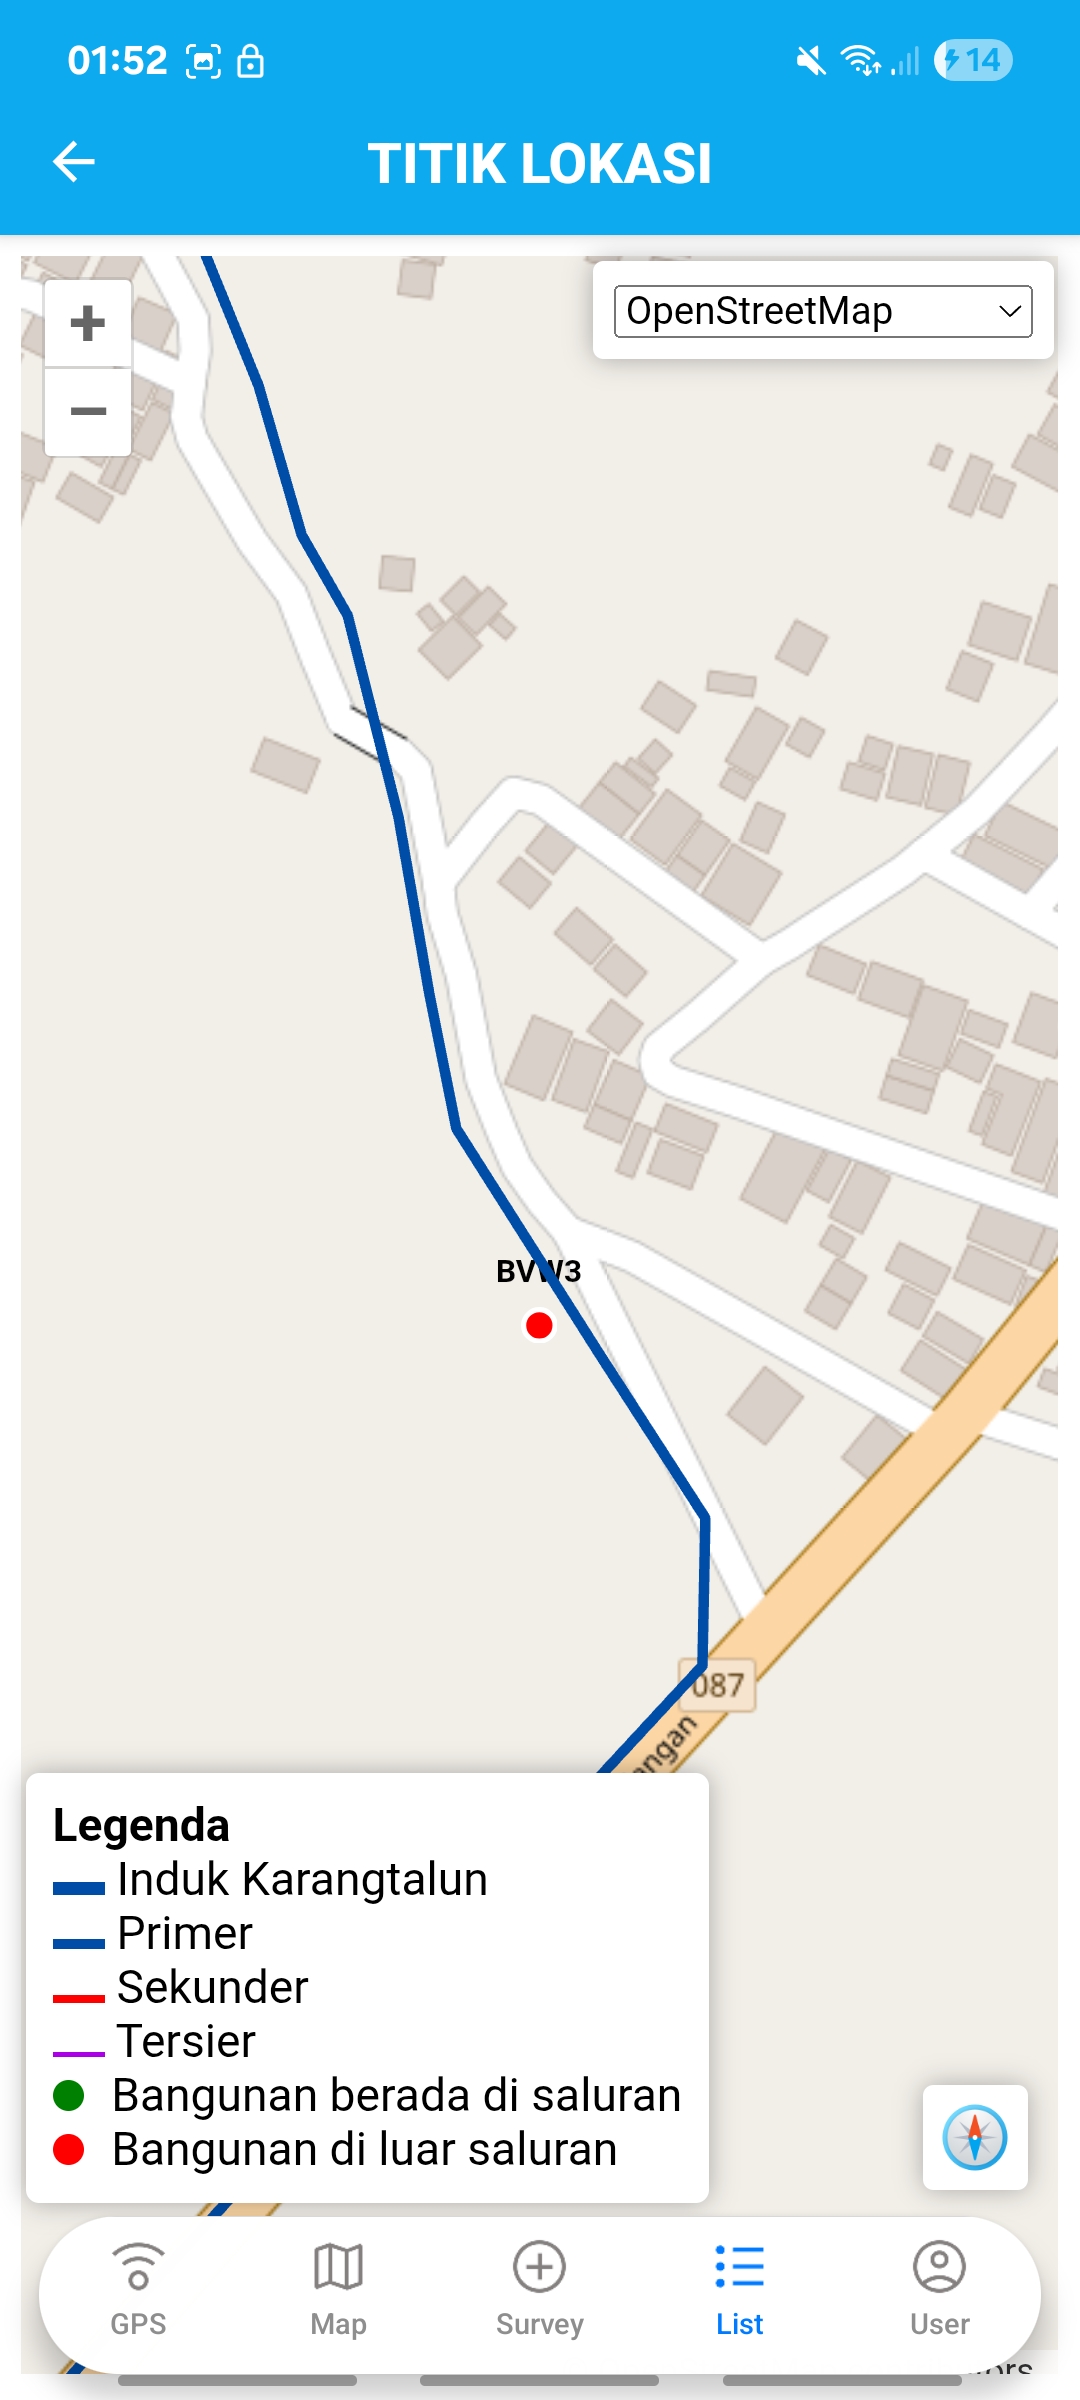 01:52
14
TITIK LOKASI
+
−
OpenStreetMap
BVW3
087
Legenda
Induk Karangtalun
Primer
Sekunder
Tersier
Bangunan berada di saluran
Bangunan di luar saluran
GPS
Map
Survey
List
User